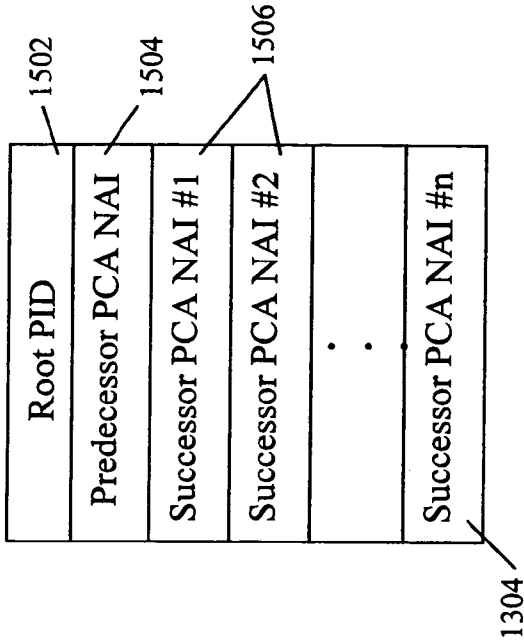 Root PID
Predecessor PCA NAI
Successor PCA NAI #1
Successor PCA NAI #2
. . .
Successor PCA NAI #n
1502
1504
1506
1304